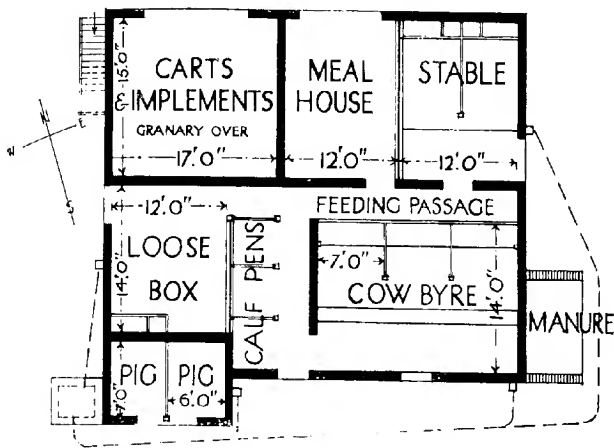 CARTS
& IMPLEMENTS
GRANARY OVER
15'.0"
17'.0"
MEAL
HOUSE
12'.0"
STABLE
12'.0"
N
W E
S
12'.0"
LOOSE
BOX
14'.0"
CALF PENS
FEEDING PASSAGE
7'.0"
COW BYRE
14'.0"
MANURE
PIG
PIG
7'.0"
6'.0"